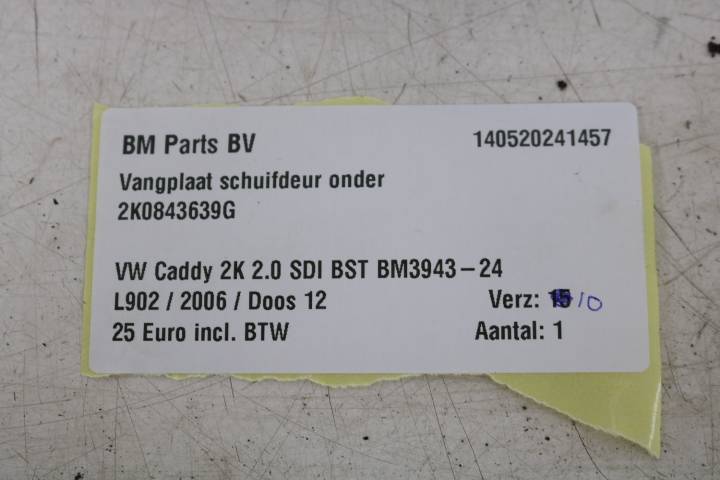 BM Parts BV 140520241457
Vangplaat schuifdeur onder
2K0843639G
VW Caddy 2K 2.0 SDI BST BM3943-24
L902 / 2006 / Doos 12 Verz: 15 10
25 Euro incl. BTW Aantal: 1